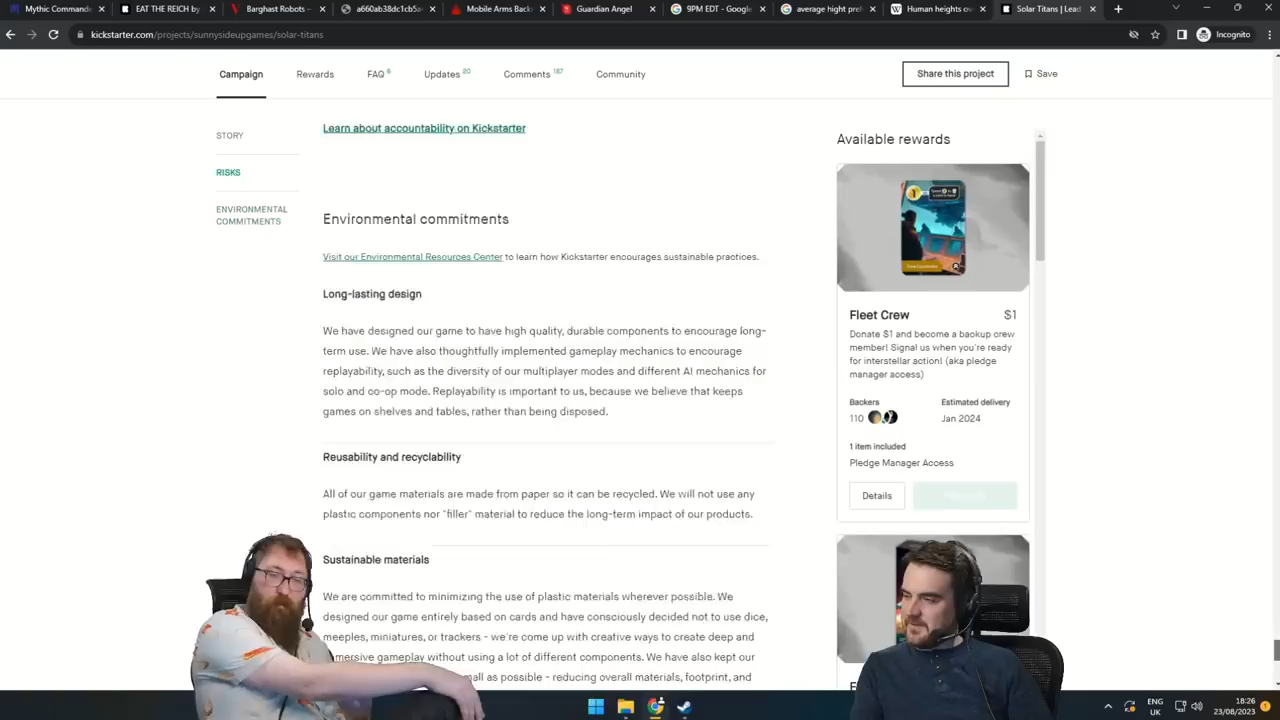 Mythic Commande
EAT THE REICH by
Barghast Robots -
a660ab38dc1cb5a
Mobile Arms Back
Guardian Angel
9PM EDT - Google
average hight pref
Human heights ov
Solar Titans | Lead
kickstarter.com/projects/sunnysideupgames/solar-titans
Incognito
Campaign
Rewards
FAQ 6
Updates 20
Comments 187
Community
Share this project
Save
STORY
RISKS
ENVIRONMENTAL
COMMITMENTS
Learn about accountability on Kickstarter
Environmental commitments
Visit our Environmental Resources Center to learn how Kickstarter encourages sustainable practices.
Long-lasting design
We have designed our game to have high quality, durable components to encourage long-
term use. We have also thoughtfully implemented gameplay mechanics to encourage
replayability, such as the diversity of our multiplayer modes and different AI mechanics for
solo and co-op mode. Replayability is important to us, because we believe that keeps
games on shelves and tables, rather than being disposed.
Reusability and recyclability
All of our game materials are made from paper so it can be recycled. We will not use any
plastic components nor "filler" material to reduce the long-term impact of our products.
Sustainable materials
We are committed to minimizing the use of plastic materials wherever possible. We
designed our game entirely based on cards and have consciously decided not to use dice,
eeples, miniatures, or trackers - we're come up with creative ways to create deep and
mersive gameplay without using a lot of different components. We have also kept our
mall as possible - reducing overall materials, footprint, and
Available rewards
Fleet Crew
$1
Donate $1 and become a backup crew
member! Signal us when you're ready
for interstellar action! (aka pledge
manager access)
Backers
Estimated delivery
110
Jan 2024
1 item included
Pledge Manager Access
Details
ENG
UK
18:26
23/08/2023